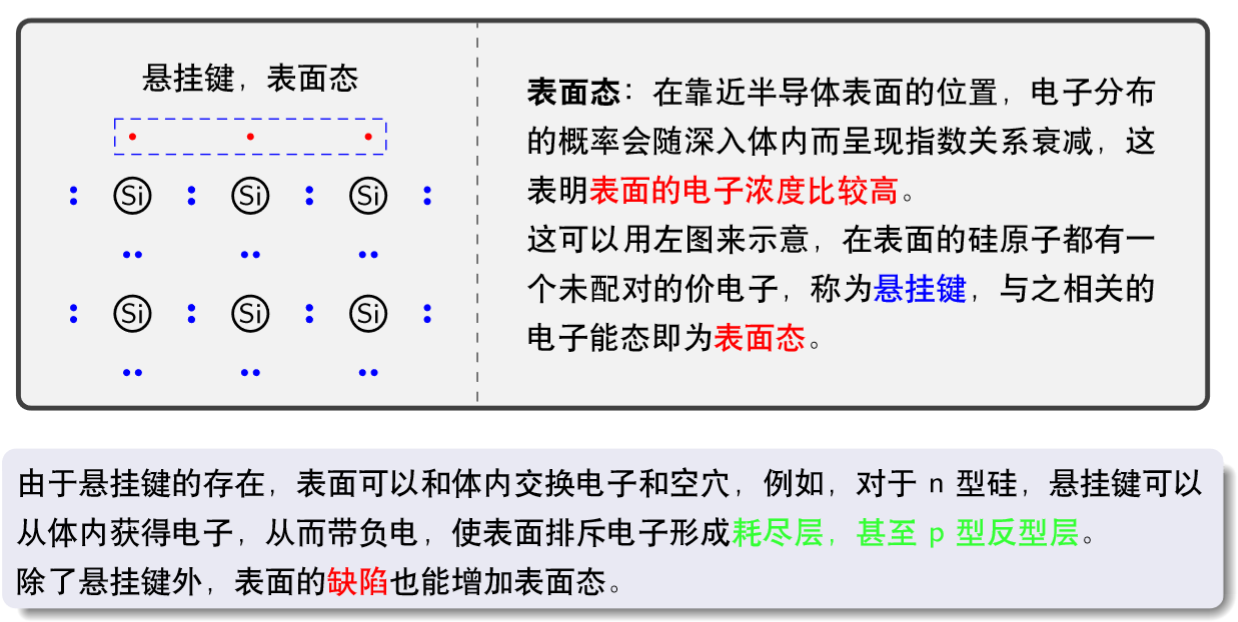 悬挂键，表面态
Si Si Si
Si Si Si
表面态：在靠近半导体表面的位置，电子分布
的概率会随深入体内而呈现指数关系衰减，这
表明表面的电子浓度比较高。
这可以用左图来示意，在表面的硅原子都有一
个未配对的价电子，称为悬挂键，与之相关的
电子能态即为表面态。
由于悬挂键的存在，表面可以和体内交换电子和空穴，例如，对于 n 型硅，悬挂键可以
从体内获得电子，从而带负电，使表面排斥电子形成耗尽层，甚至 p 型反型层。
除了悬挂键外，表面的缺陷也能增加表面态。